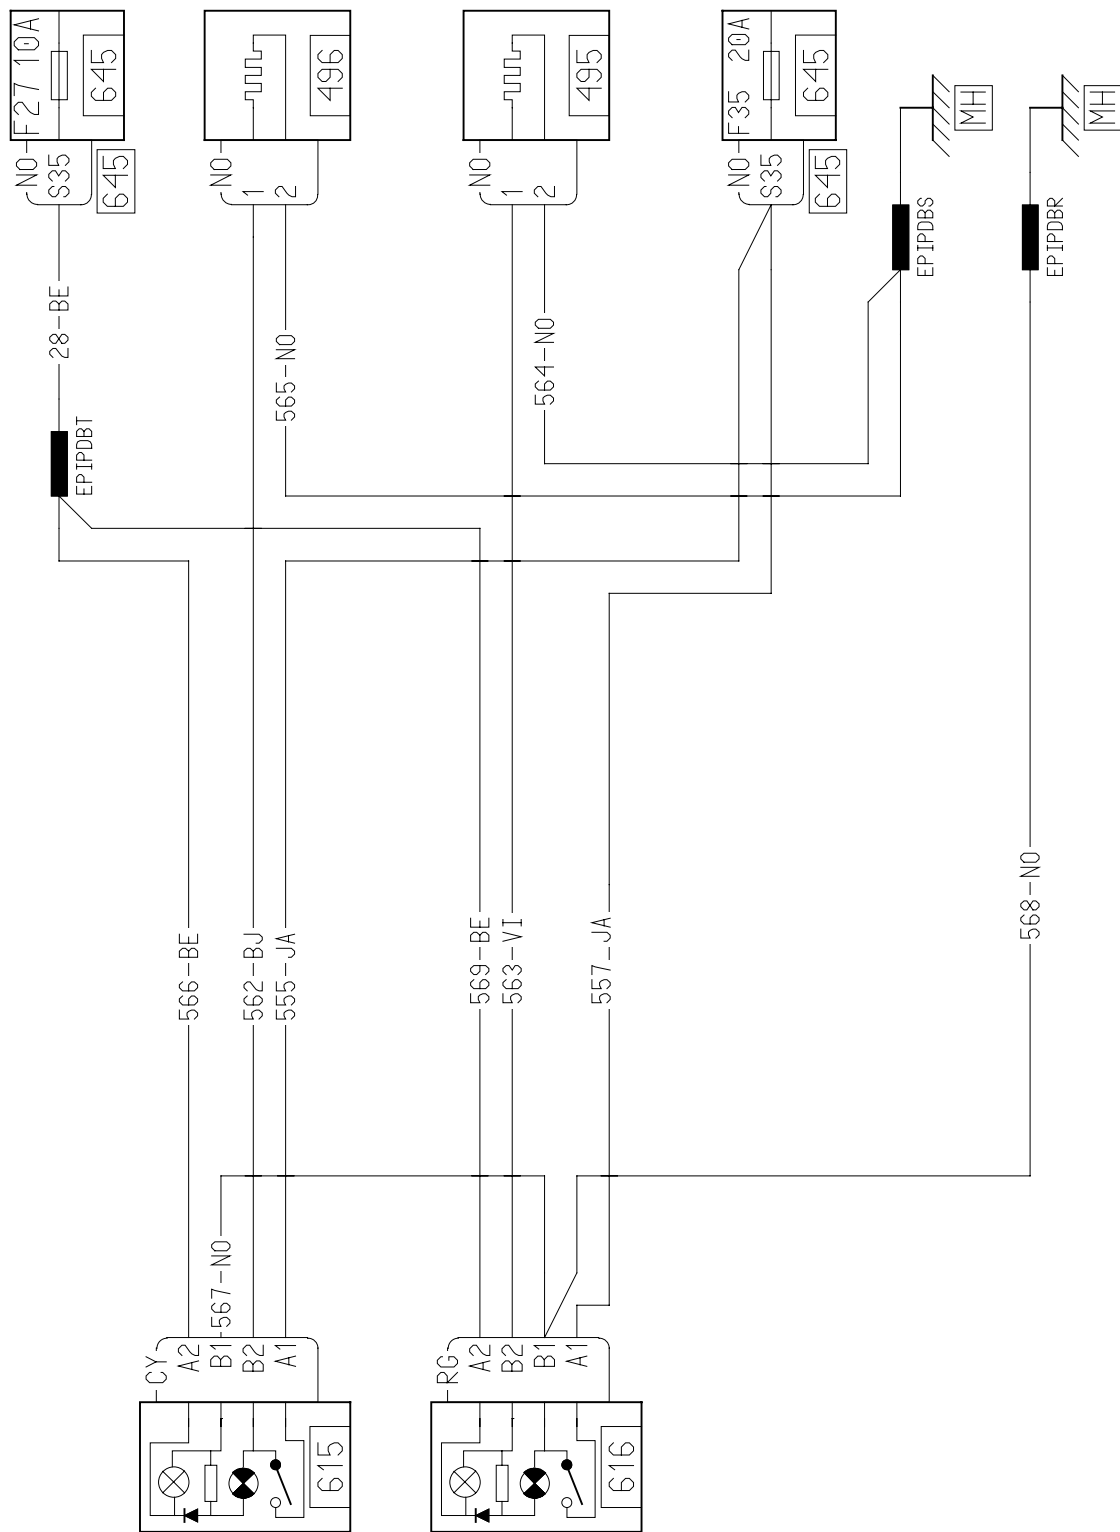 F27 10A
645
NO
S35
645
28-BE
EPIPDBT
496
NO
1
2
565-NO
495
NO
1
2
564-NO
F35 20A
645
NO
S35
645
MH
EPIPDBS
MH
EPIPDBR
566-BE
562-BJ
555-JA
569-BE
563-VI
557_JA
568-NO
567-NO
CY
A2
B1
B2
A1
615
RG
A2
B2
B1
A1
616